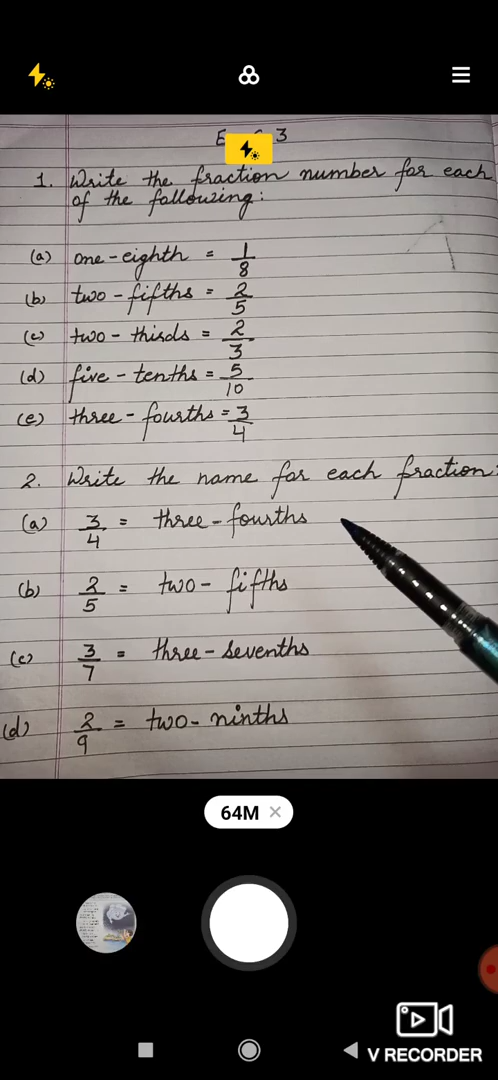 E 3
1. Write the fraction number for each
of the following:
(a) one-eighth = 1/8
(b) two-fifths = 2/5
(c) two-thirds = 2/3
(d) five-tenths = 5/10
(e) three-fourths = 3/4
2. Write the name for each fraction:
(a) 3/4 = three-fourths
(b) 2/5 = two-fifths
(c) 3/7 = three-sevenths
(d) 2/9 = two-ninths
64M ×
V RECORDER